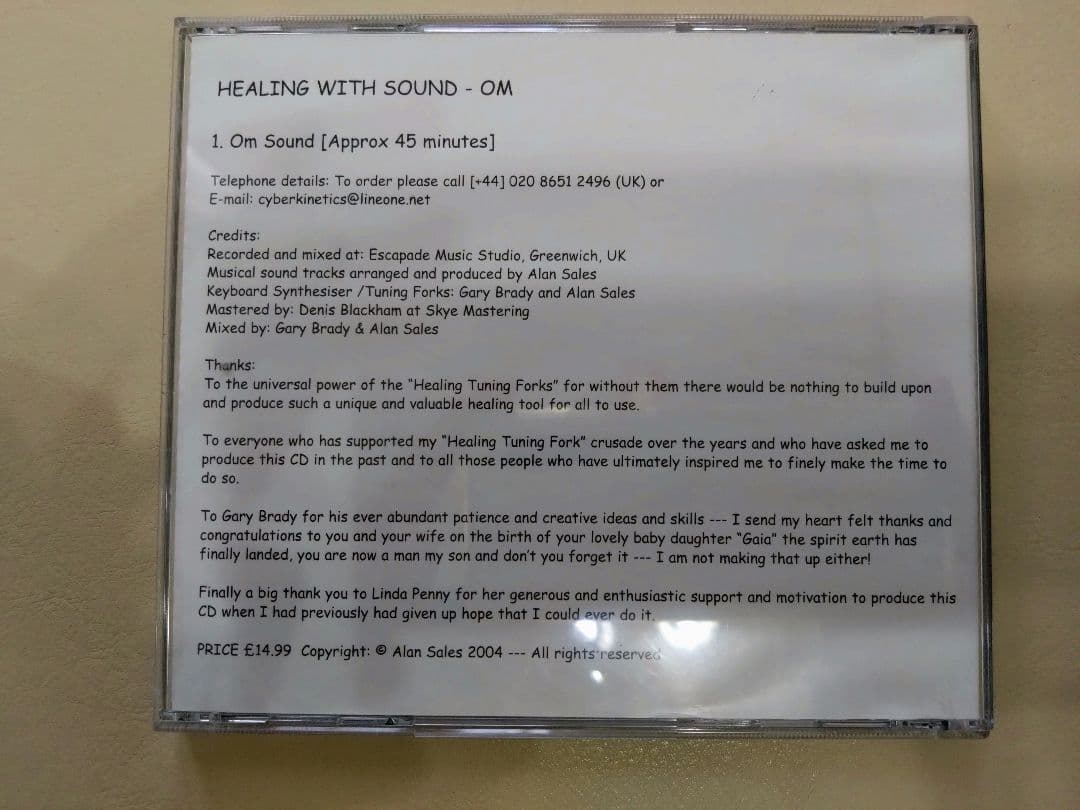 HEALING WITH SOUND - OM
1. Om Sound [Approx 45 minutes]
Telephone details: To order please call [+44] 020 8651 2496 (UK) or
E-mail: cyberkinetics@lineone.net
Credits:
Recorded and mixed at: Escapade Music Studio, Greenwich, UK
Musical sound tracks arranged and produced by Alan Sales
Keyboard Synthesiser /Tuning Forks: Gary Brady and Alan Sales
Mastered by: Denis Blackham at Skye Mastering
Mixed by: Gary Brady & Alan Sales
Thanks:
To the universal power of the “Healing Tuning Forks” for without them there would be nothing to build upon
and produce such a unique and valuable healing tool for all to use.
To everyone who has supported my “Healing Tuning Fork” crusade over the years and who have asked me to
produce this CD in the past and to all those people who have ultimately inspired me to finely make the time to
do so.
To Gary Brady for his ever abundant patience and creative ideas and skills --- I send my heart felt thanks and
congratulations to you and your wife on the birth of your lovely baby daughter “Gaia” the spirit earth has
finally landed, you are now a man my son and don’t you forget it --- I am not making that up either!
Finally a big thank you to Linda Penny for her generous and enthusiastic support and motivation to produce this
CD when I had previously had given up hope that I could ever do it.
PRICE £14.99 Copyright: © Alan Sales 2004 --- All rights reserved